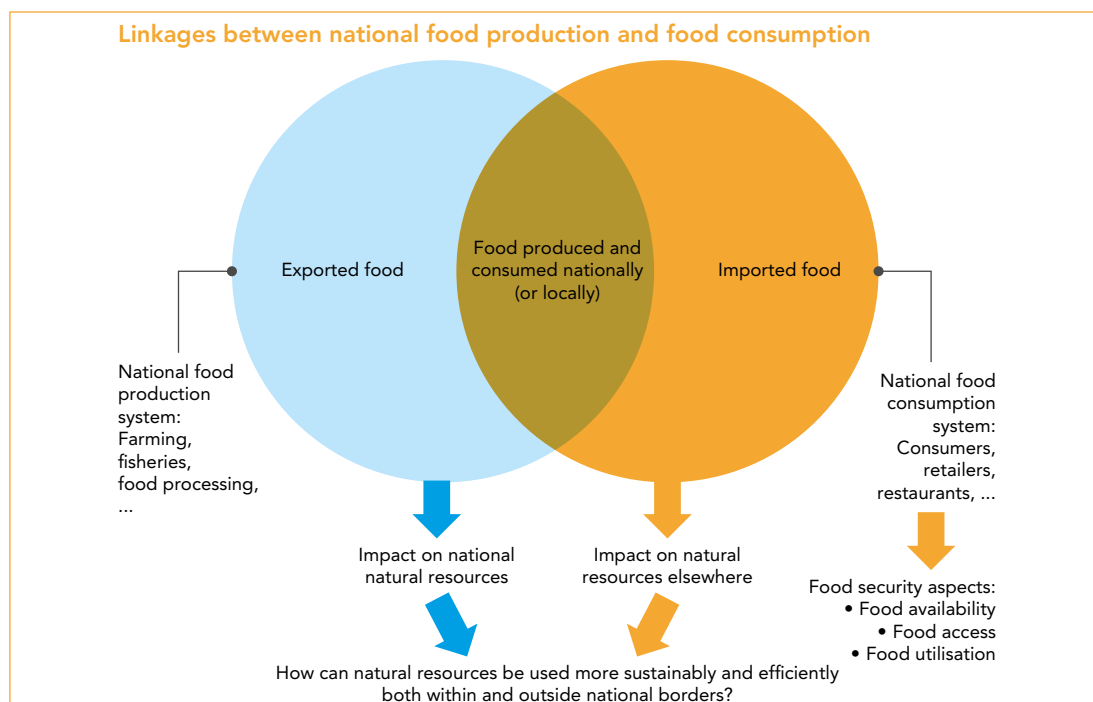 Linkages between national food production and food consumption
Exported food
Food produced and
consumed nationally
(or locally)
Imported food
National food
production
system:
Farming,
fisheries,
food processing,
...
National food
consumption
system:
Consumers,
retailers,
restaurants, ...
Impact on national
natural resources
Impact on natural
resources elsewhere
Food security aspects:
• Food availability
• Food access
• Food utilisation
How can natural resources be used more sustainably and efficiently
both within and outside national borders?